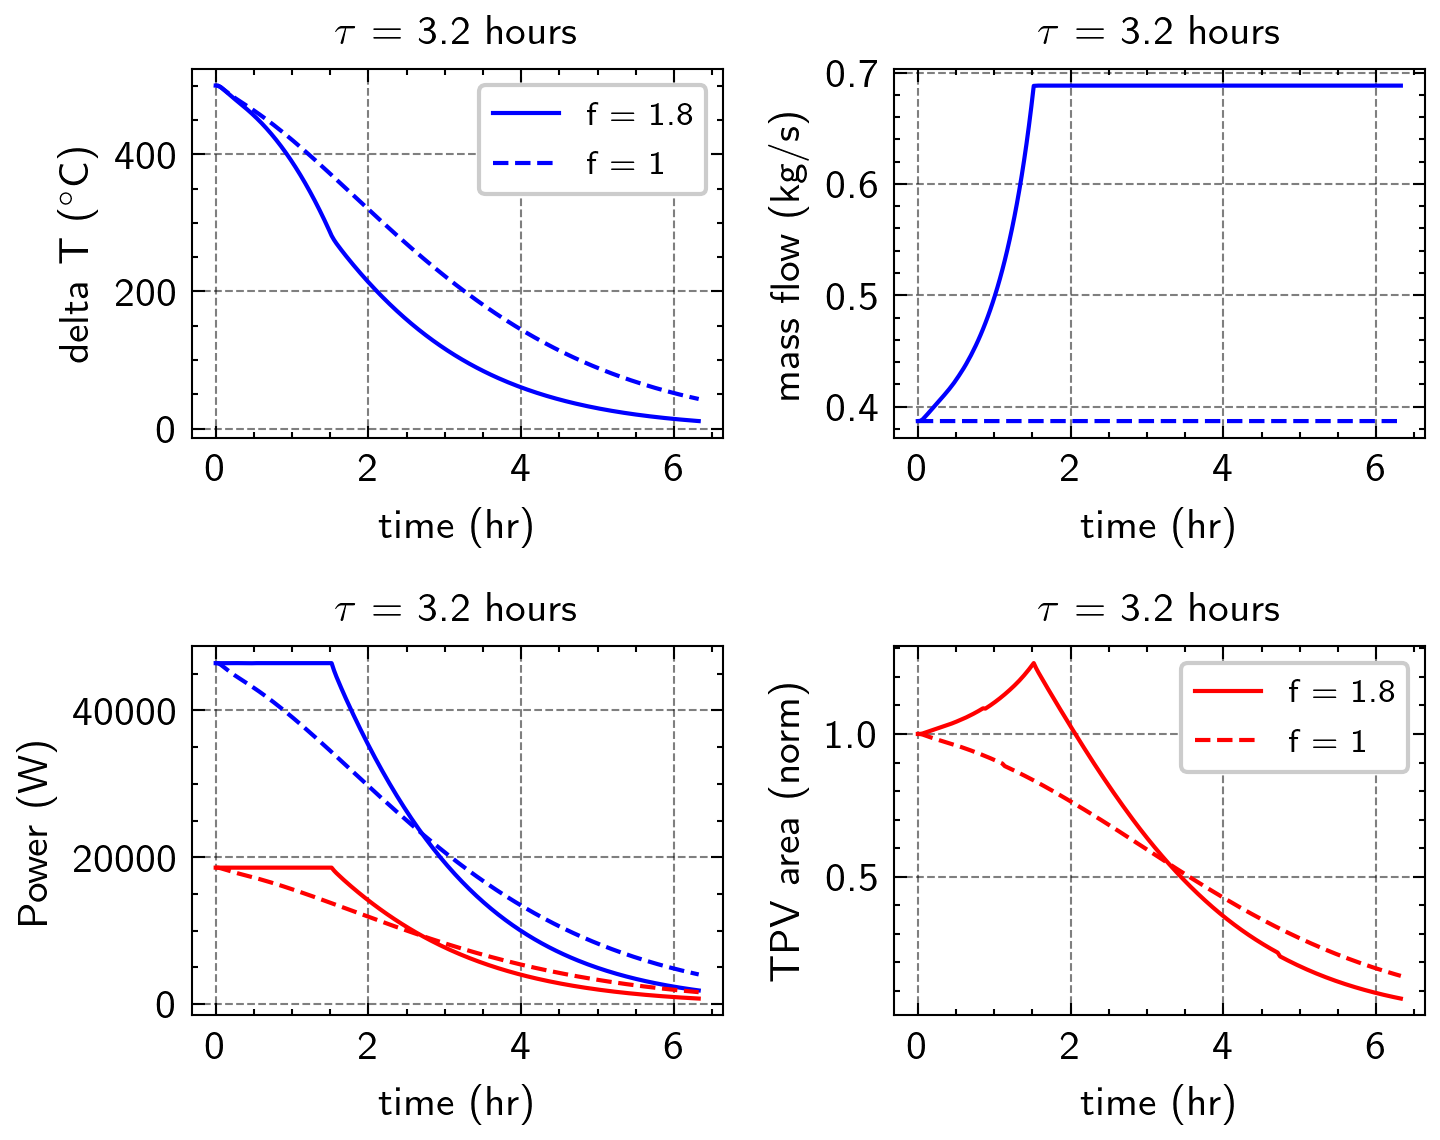 τ = 3.2 hours
delta T (°C)
400
200
0
f = 1.8
f = 1
0 2 4 6
time (hr)
τ = 3.2 hours
mass flow (kg/s)
0.7
0.6
0.5
0.4
0 2 4 6
time (hr)
τ = 3.2 hours
Power (W)
40000
20000
0
0 2 4 6
time (hr)
τ = 3.2 hours
TPV area (norm)
1.0
0.5
f = 1.8
f = 1
0 2 4 6
time (hr)